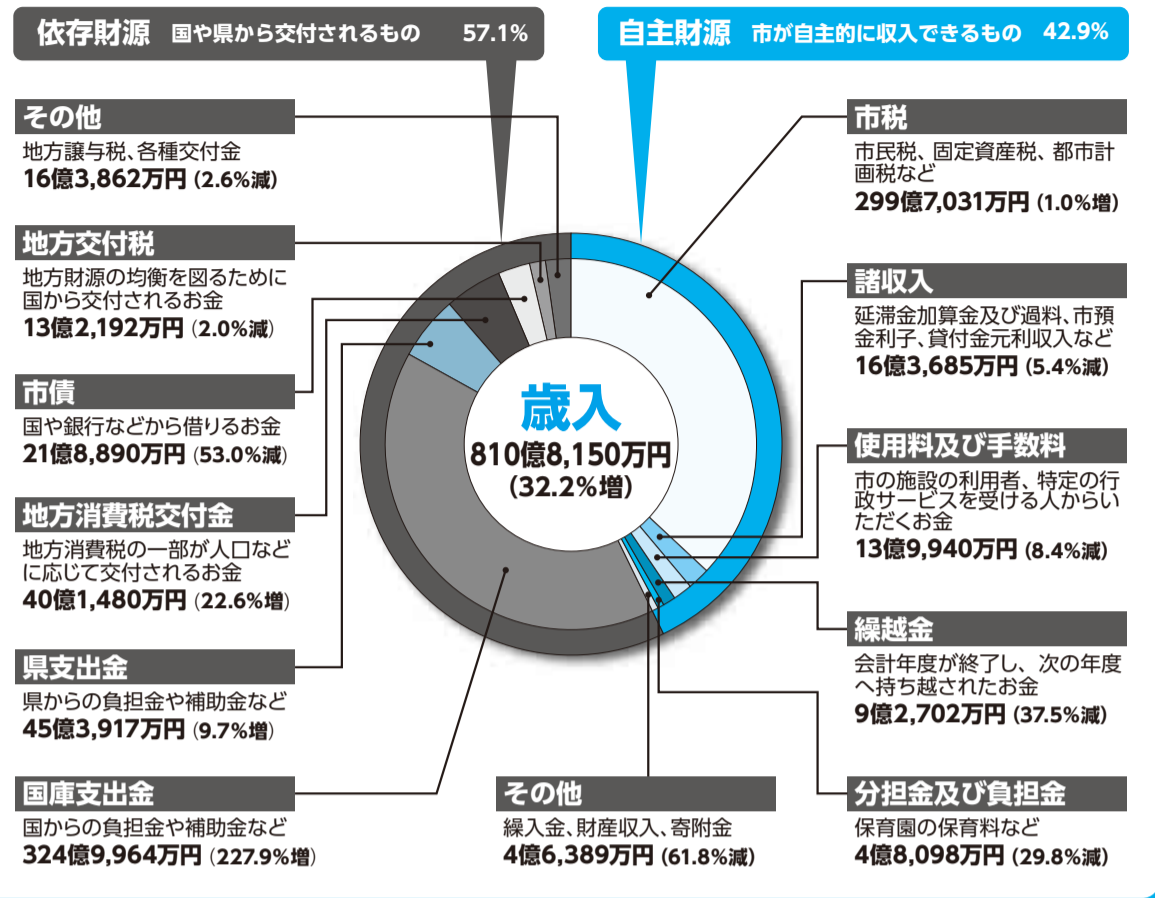 依存財源 国や県から交付されるもの 57.1%
自主財源 市が自主的に収入できるもの 42.9%
その他
地方譲与税、各種交付金
16億3,862万円 (2.6%減)
地方交付税
地方財源の均衡を図るために
国から交付されるお金
13億2,192万円 (2.0%減)
市債
国や銀行などから借りるお金
21億8,890万円 (53.0%減)
地方消費税交付金
地方消費税の一部が人口など
に応じて交付されるお金
40億1,480万円 (22.6%増)
県支出金
県からの負担金や補助金など
45億3,917万円 (9.7%増)
国庫支出金
国からの負担金や補助金など
324億9,964万円 (227.9%増)
歳入
810億8,150万円
(32.2%増)
市税
市民税、固定資産税、都市計
画税など
299億7,031万円 (1.0%増)
諸収入
延滞金加算金及び過料、市預
金利子、貸付金元利収入など
16億3,685万円 (5.4%減)
使用料及び手数料
市の施設の利用者、特定の行
政サービスを受ける人からい
ただくお金
13億9,940万円 (8.4%減)
繰越金
会計年度が終了し、次の年度
へ持ち越されたお金
9億2,702万円 (37.5%減)
分担金及び負担金
保育園の保育料など
4億8,098万円 (29.8%減)
その他
繰入金、財産収入、寄附金
4億6,389万円 (61.8%減)